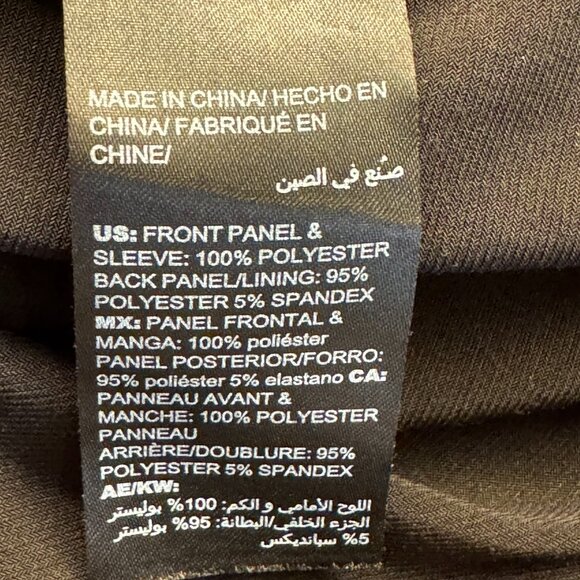 MADE IN CHINA/ HECHO EN
CHINA/ FABRIQUÉ EN
CHINE/
صُنع في الصين
US: FRONT PANEL &
SLEEVE: 100% POLYESTER
BACK PANEL/LINING: 95%
POLYESTER 5% SPANDEX
MX: PANEL FRONTAL &
MANGA: 100% poliéster
PANEL POSTERIOR/FORRO:
95% poliéster 5% elastano CA:
PANNEAU AVANT &
MANCHE: 100% POLYESTER
PANNEAU
ARRIÈRE/DOUBLURE: 95%
POLYESTER 5% SPANDEX
AE/KW:
اللوح الأمامي و الكم: 100% بوليستر
الجزء الخلفي/البطانة: 95% بوليستر
5% سبانديكس